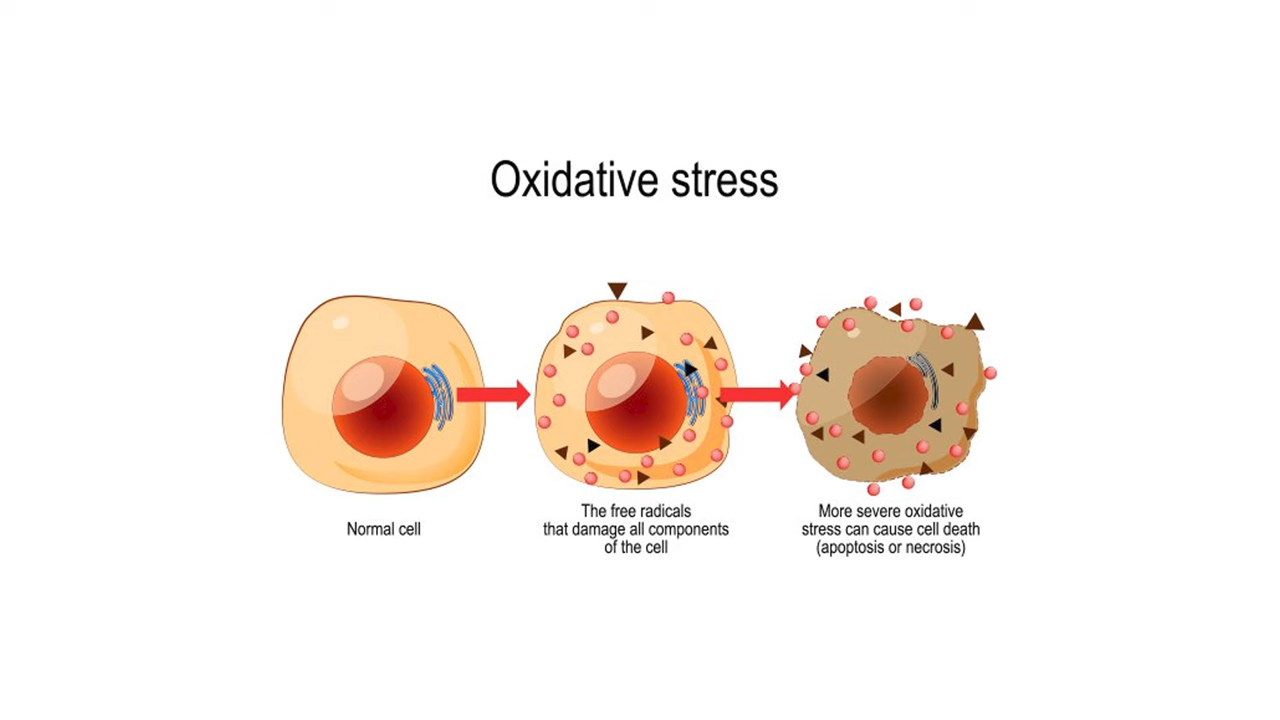 Oxidative stress
Normal cell
The free radicals
that damage all components
of the cell
More severe oxidative
stress can cause cell death
(apoptosis or necrosis)